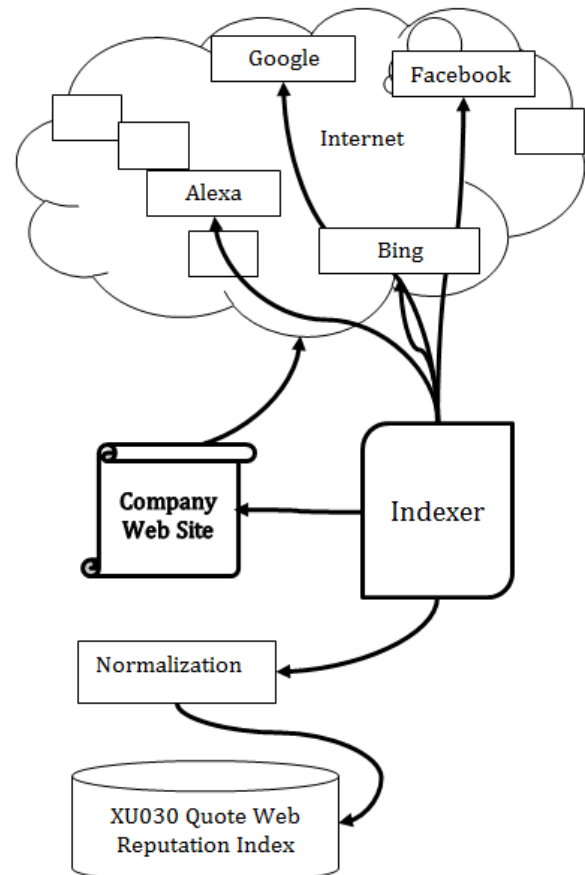 Google
Facebook
Internet
Alexa
Bing
Company
Web Site
Indexer
Normalization
XU030 Quote Web
Reputation Index